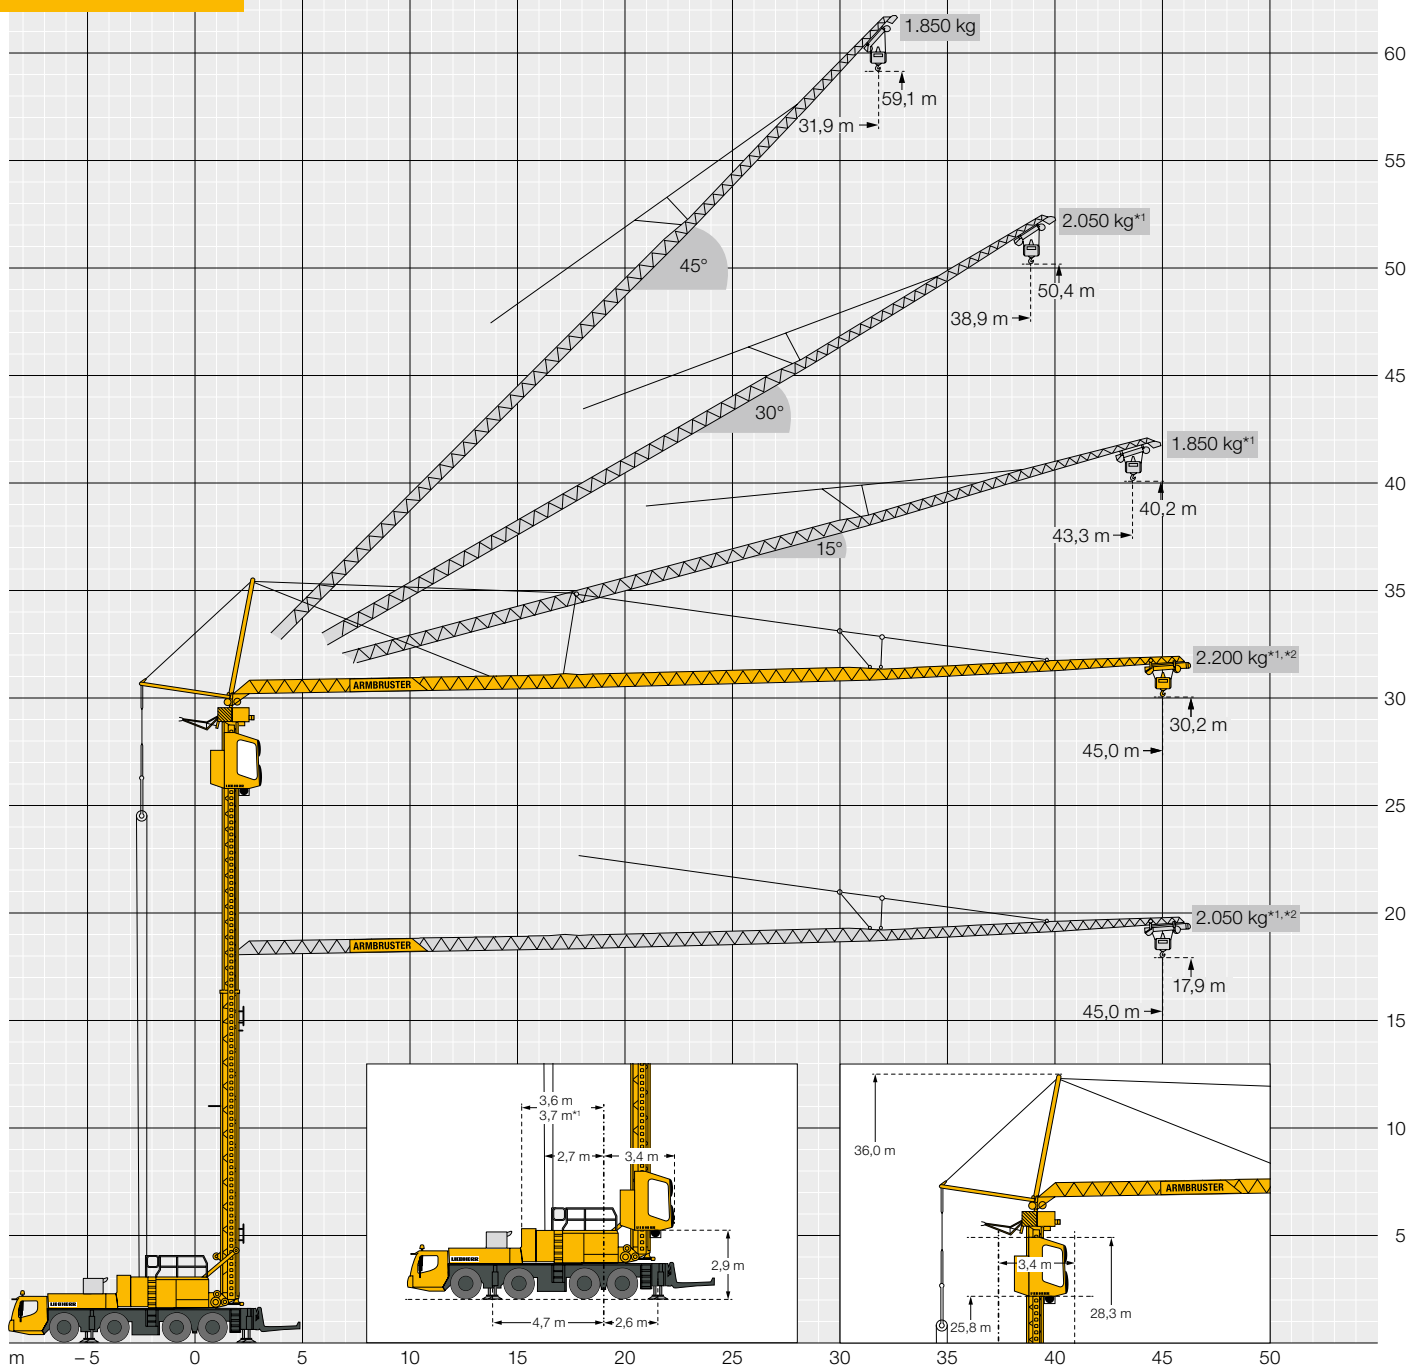 1.850 kg
60
59,1 m
31,9 m
55
2.050 kg*1
45°
50
50,4 m
38,9 m
45
30°
1.850 kg*1
40
40,2 m
43,3 m
15°
35
2.200 kg*1,*2
ARMBRUSTER
30
30,2 m
45,0 m
25
20
2.050 kg*1,*2
ARMBRUSTER
17,9 m
45,0 m
15
3,6 m
3,7 m*1
36,0 m
10
2,7 m
3,4 m
ARMBRUSTER
5
LIEBHERR
2,9 m
3,4 m
LIEBHERR
4,7 m
2,6 m
25,8 m
28,3 m
m
–5
0
5
10
15
20
25
30
35
40
45
50